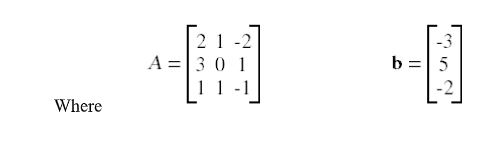 A = [2 1 -2
3 0 1
1 1 -1]
b = [-3
5
-2]
Where